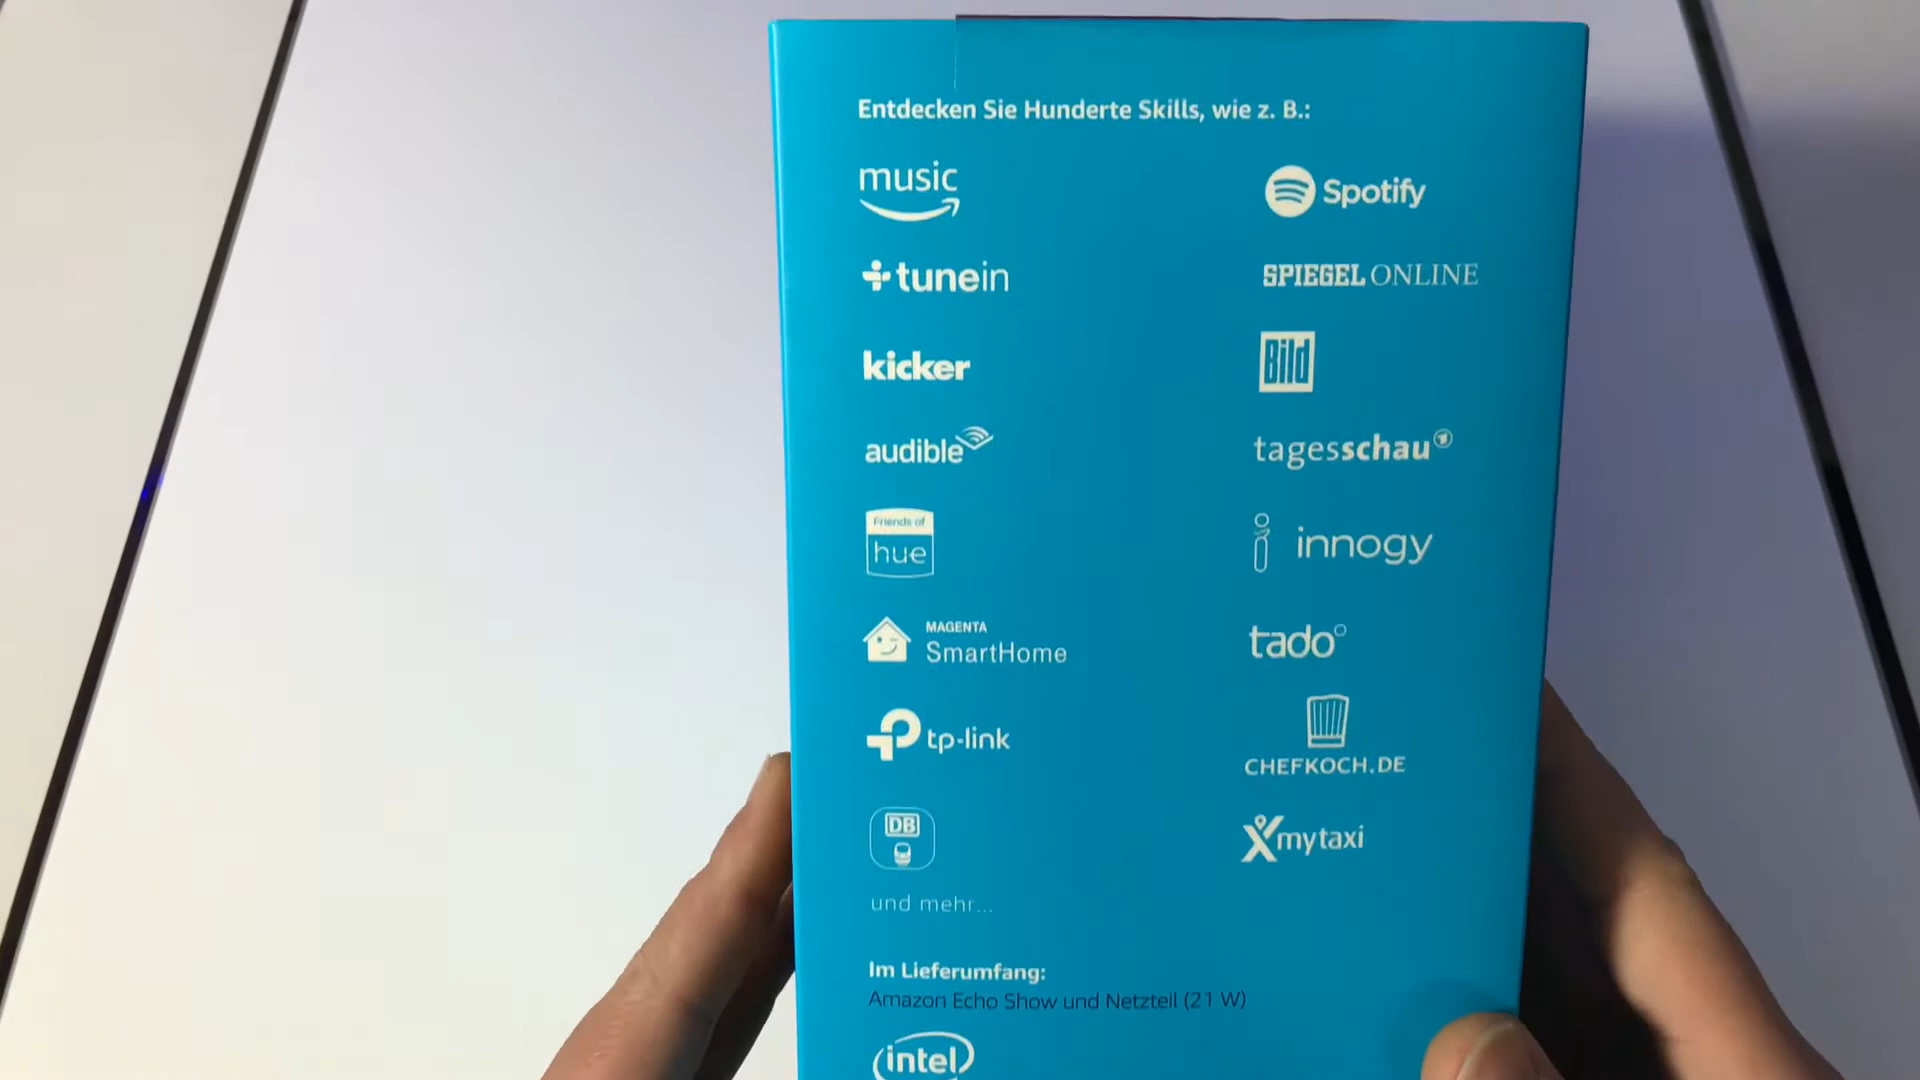 Entdecken Sie Hunderte Skills, wie z. B.:
music
Spotify
tunein
SPIEGEL ONLINE
kicker
Bild
audible
tagesschau
Friends of
hue
innogy
MAGENTA
SmartHome
tado°
tp-link
CHEFKOCH.DE
DB
mytaxi
und mehr...
Im Lieferumfang:
Amazon Echo Show und Netzteil (21 W)
intel